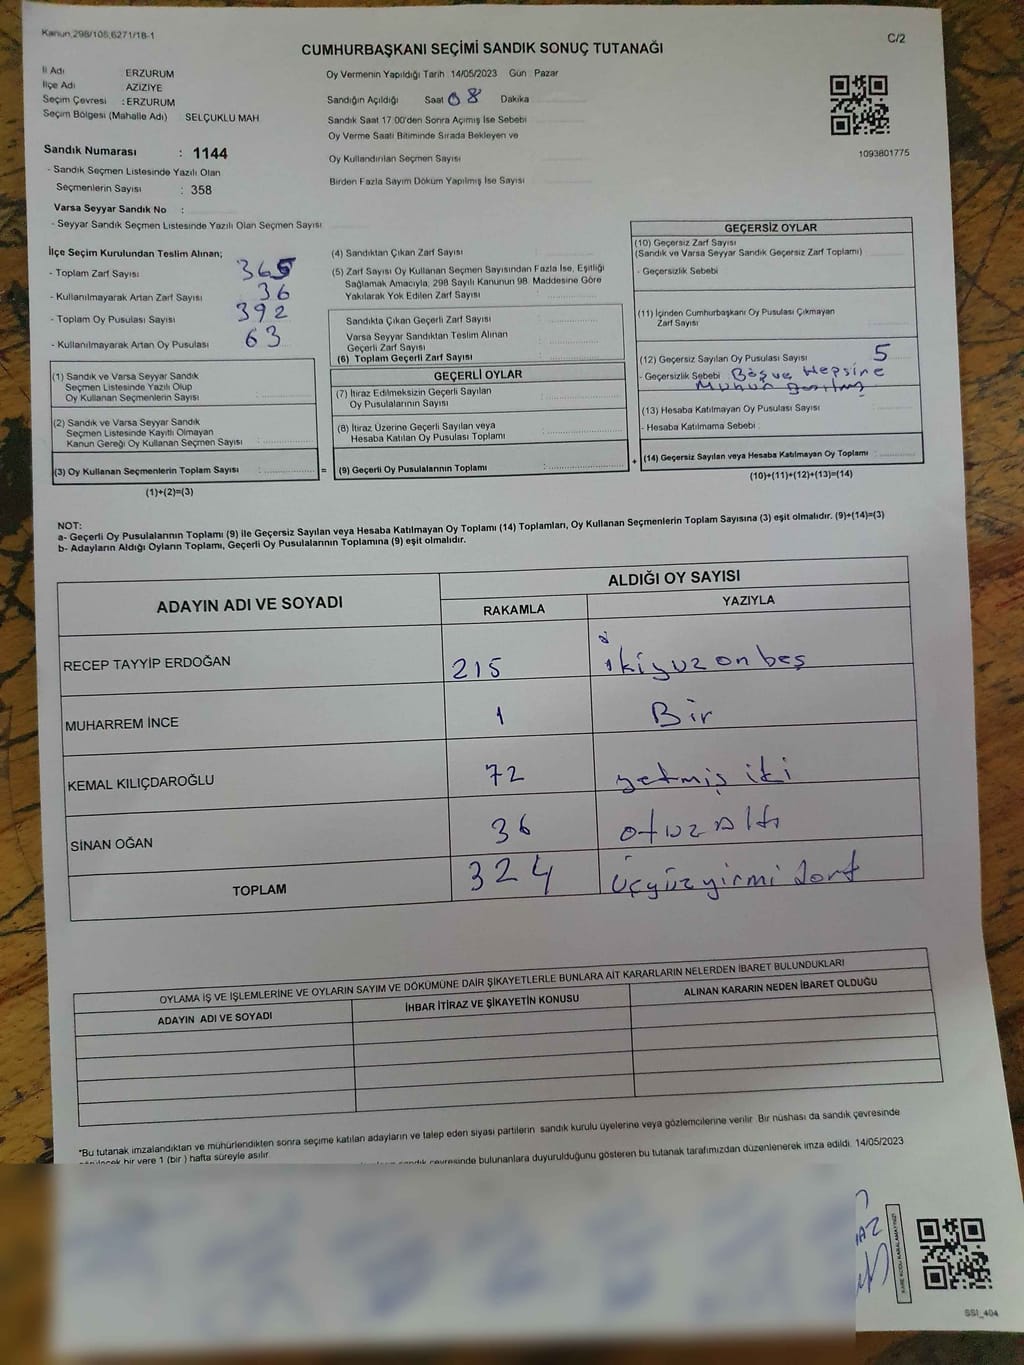 Kanun;298/105;6271/18-1
C/2
CUMHURBAŞKANI SEÇİMİ SANDIK SONUÇ TUTANAĞI
İl Adı : ERZURUM
İlçe Adı : AZİZİYE
Seçim Çevresi : ERZURUM
Seçim Bölgesi (Mahalle Adı) SELÇUKLU MAH
Sandık Numarası : 1144
- Sandık Seçmen Listesinde Yazılı Olan
Seçmenlerin Sayısı : 358
Varsa Seyyar Sandık No :
- Seyyar Sandık Seçmen Listesinde Yazılı Olan Seçmen Sayısı
Oy Vermenin Yapıldığı Tarih 14/05/2023 Gün Pazar
Sandığın Açıldığı Saat 08 Dakika
Sandık Saat 17.00'den Sonra Açımış İse Sebebi
Oy Verme Saati Bitiminde Sırada Bekleyen ve
Oy Kullandırılan Seçmen Sayısı
Birden Fazla Sayım Döküm Yapılmış İse Sayısı
1093801775
İlçe Seçim Kurulundan Teslim Alınan;
- Toplam Zarf Sayısı 365
- Kullanılmayarak Artan Zarf Sayısı 36
- Toplam Oy Pusulası Sayısı 392
- Kullanılmayarak Artan Oy Pusulası 63
(1) Sandık ve Varsa Seyyar Sandık
Seçmen Listesinde Yazılı Olup
Oy Kullanan Seçmenlerin Sayısı :
(2) Sandık ve Varsa Seyyar Sandık
Seçmen Listesinde Kayıtlı Olmayan
Kanun Gereği Oy Kullanan Seçmen Sayısı :
(3) Oy Kullanan Seçmenlerin Toplam Sayısı : =
(1)+(2)=(3)
(4) Sandıktan Çıkan Zarf Sayısı
(5) Zarf Sayısı Oy Kullanan Seçmen Sayısından Fazla İse, Eşitliği
Sağlamak Amacıyla; 298 Sayılı Kanunun 98. Maddesine Göre
Yakılarak Yok Edilen Zarf Sayısı :
Sandıkta Çıkan Geçerli Zarf Sayısı :
Varsa Seyyar Sandıktan Teslim Alınan
Geçerli Zarf Sayısı :
(6) Toplam Geçerli Zarf Sayısı :
GEÇERLİ OYLAR
(7) İtiraz Edilmeksizin Geçerli Sayılan
Oy Pusulalarının Sayısı :
(8) İtiraz Üzerine Geçerli Sayılan veya
Hesaba Katılan Oy Pusulası Toplamı :
(9) Geçerli Oy Pusulalarının Toplamı : +
GEÇERSİZ OYLAR
(10) Geçersiz Zarf Sayısı
(Sandık ve Varsa Seyyar Sandık Geçersiz Zarf Toplamı)
- Geçersizlik Sebebi
(11) İçinden Cumhurbaşkanı Oy Pusulası Çıkmayan
Zarf Sayısı
(12) Geçersiz Sayılan Oy Pusulası Sayısı 5
- Geçersizlik Sebebi Boş ve Hepsine
Mühür
(13) Hesaba Katılmayan Oy Pusulası Sayısı
- Hesaba Katılmama Sebebi
(14) Geçersiz Sayılan veya Hesaba Katılmayan Oy Toplamı :
(10)+(11)+(12)+(13)=(14)
NOT:
a- Geçerli Oy Pusulalarının Toplamı (9) ile Geçersiz Sayılan veya Hesaba Katılmayan Oy Toplamı (14) Toplamları, Oy Kullanan Seçmenlerin Toplam Sayısına (3) eşit olmalıdır. (9)+(14)=(3)
b- Adayların Aldığı Oyların Toplamı, Geçerli Oy Pusulalarının Toplamına (9) eşit olmalıdır.
ADAYIN ADI VE SOYADI
ALDIĞI OY SAYISI
RAKAMLA YAZIYLA
RECEP TAYYİP ERDOĞAN 215 ikiyüz on beş
MUHARREM İNCE 1 Bir
KEMAL KILIÇDAROĞLU 72 yetmiş iki
SİNAN OĞAN 36 otuz Altı
TOPLAM 324 üçyüzyirmi dört
OYLAMA İŞ VE İŞLEMLERİNE VE OYLARIN SAYIM VE DÖKÜMÜNE DAİR ŞİKAYETLERLE BUNLARA AİT KARARLARIN NELERDEN İBARET BULUNDUKLARI
ADAYIN ADI VE SOYADI İHBAR İTİRAZ VE ŞİKAYETİN KONUSU ALINAN KARARIN NEDEN İBARET OLDUĞU
*Bu tutanak imzalandıktan ve mühürlendikten sonra seçime katılan adayların ve talep eden siyasi partilerin sandık kurulu üyelerine veya gözlemcilerine verilir. Bir nüshası da sandık çevresinde
görülecek bir yere 1 (bir) hafta süreyle asılır.
sandık çevresinde bulunanlara duyurulduğunu gösteren bu tutanak tarafımızdan düzenlenerek imza edildi. 14/05/2023
SSI_404